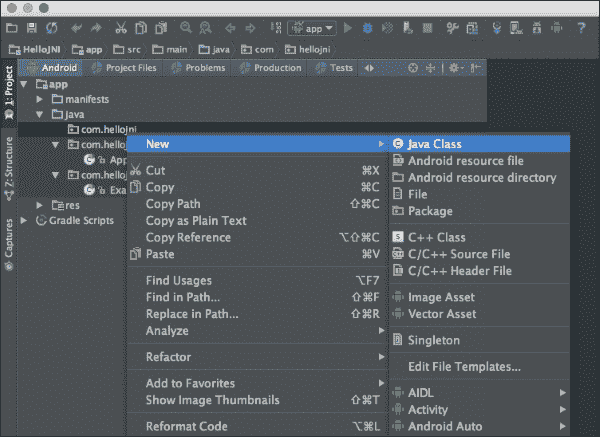 app
HelloJNI app src main java com hellojni
Android Project Files Problems Production Tests
1: Project
Z: Structure
Captures
app
manifests
java
com.hellojni
com.hello
App
com.hello
Exa
res
Gradle Scripts
New
Cut ⌘X
Copy ⌘C
Copy Path ⇧⌘C
Copy as Plain Text
Copy Reference ⌥⇧⌘C
Paste ⌘V
Find Usages ⌥F7
Find in Path... ⇧⌘F
Replace in Path... ⇧⌘R
Analyze
Refactor
Add to Favorites
Show Image Thumbnails ⇧⌘T
Reformat Code ⌥⌘L
Java Class
Android resource file
Android resource directory
File
Package
C++ Class
C/C++ Source File
C/C++ Header File
Image Asset
Vector Asset
Singleton
Edit File Templates...
AIDL
Activity
Android Auto